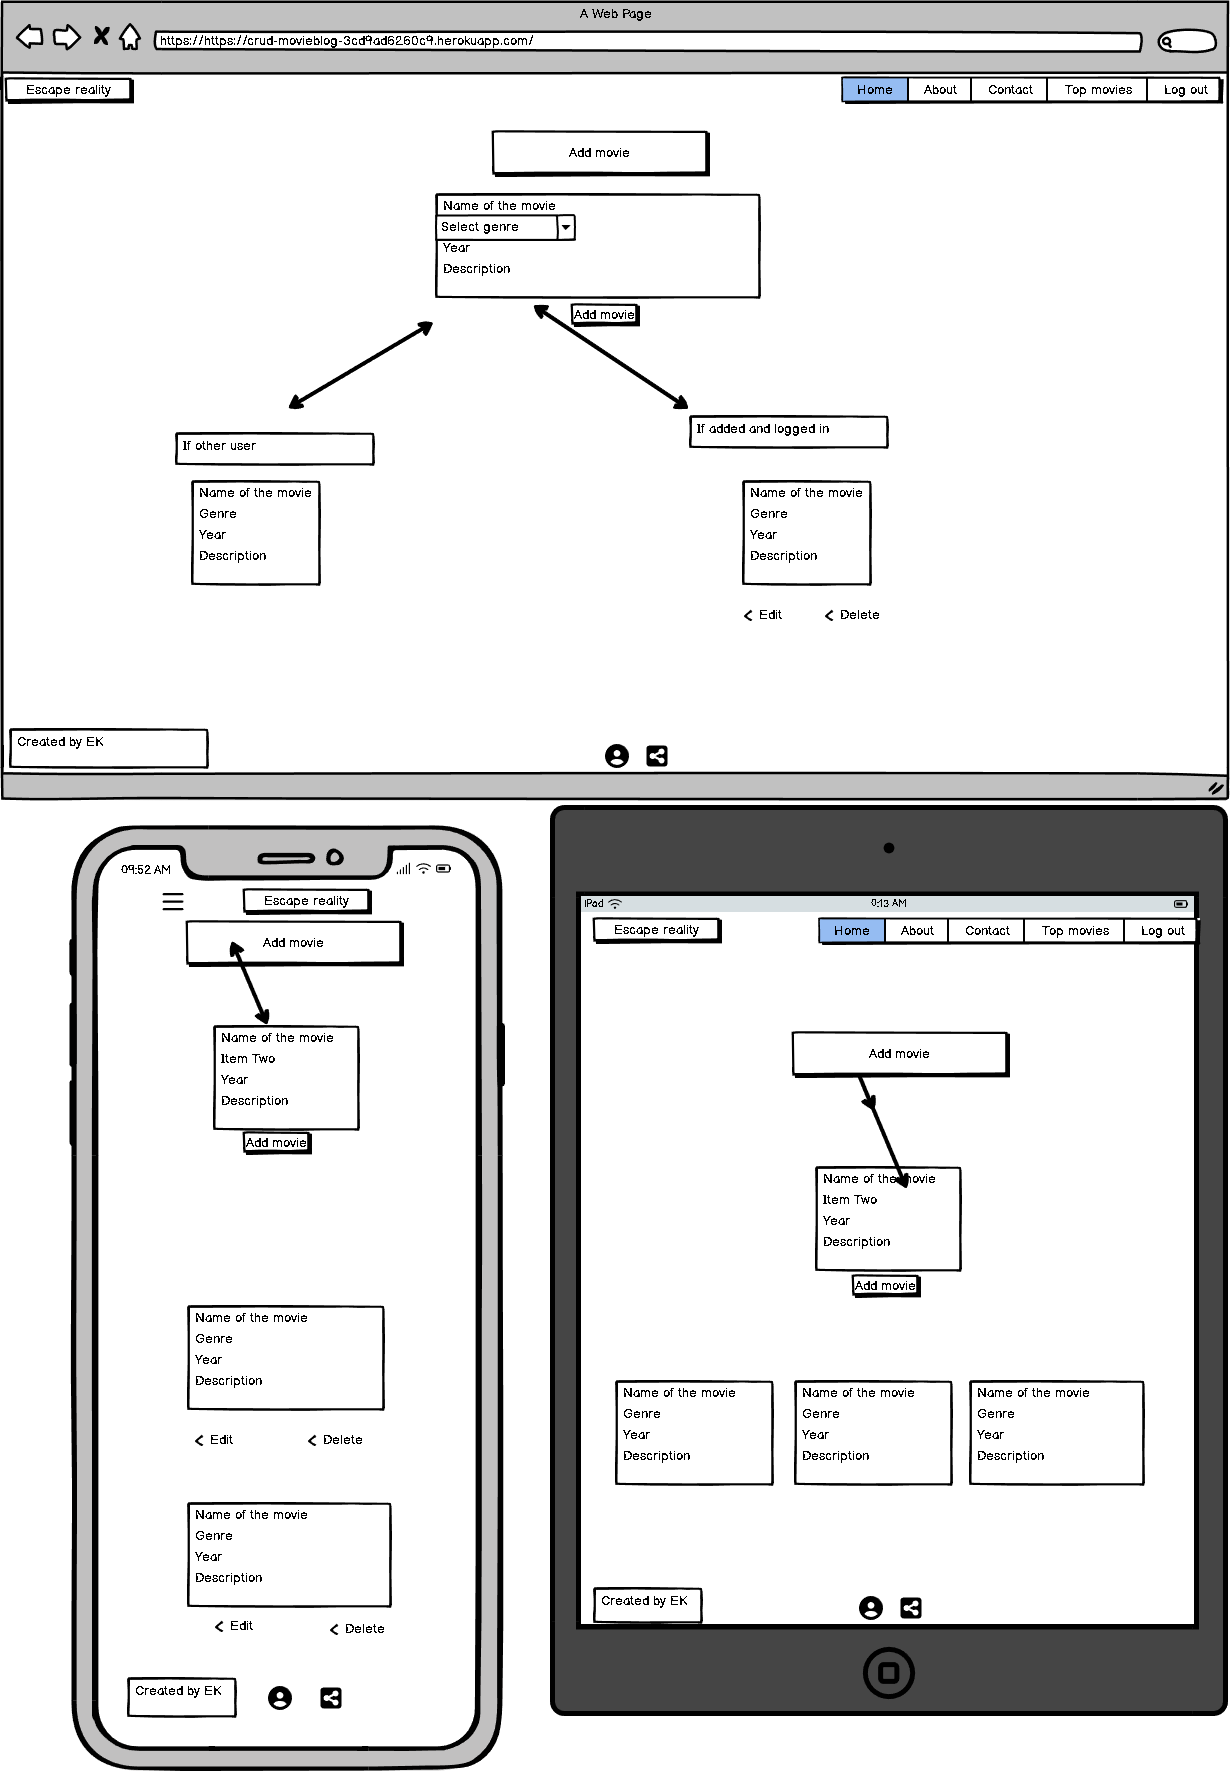 A Web Page
https://https://crud-movieblog-3cd9ad6260c9.herokuapp.com/
Escape reality
Home About Contact Top movies Log out
Add movie
Name of the movie
Select genre
Year
Description
Add movie
If other user
If added and logged in
Name of the movie
Genre
Year
Description
Name of the movie
Genre
Year
Description
Edit Delete
Created by EK
09:52 AM
Escape reality
Add movie
Name of the movie
Item Two
Year
Description
Add movie
Name of the movie
Genre
Year
Description
Edit Delete
Name of the movie
Genre
Year
Description
Edit Delete
Created by EK
iPad 0:13 AM
Escape reality
Home About Contact Top movies Log out
Add movie
Name of the movie
Item Two
Year
Description
Add movie
Name of the movie
Genre
Year
Description
Name of the movie
Genre
Year
Description
Name of the movie
Genre
Year
Description
Created by EK